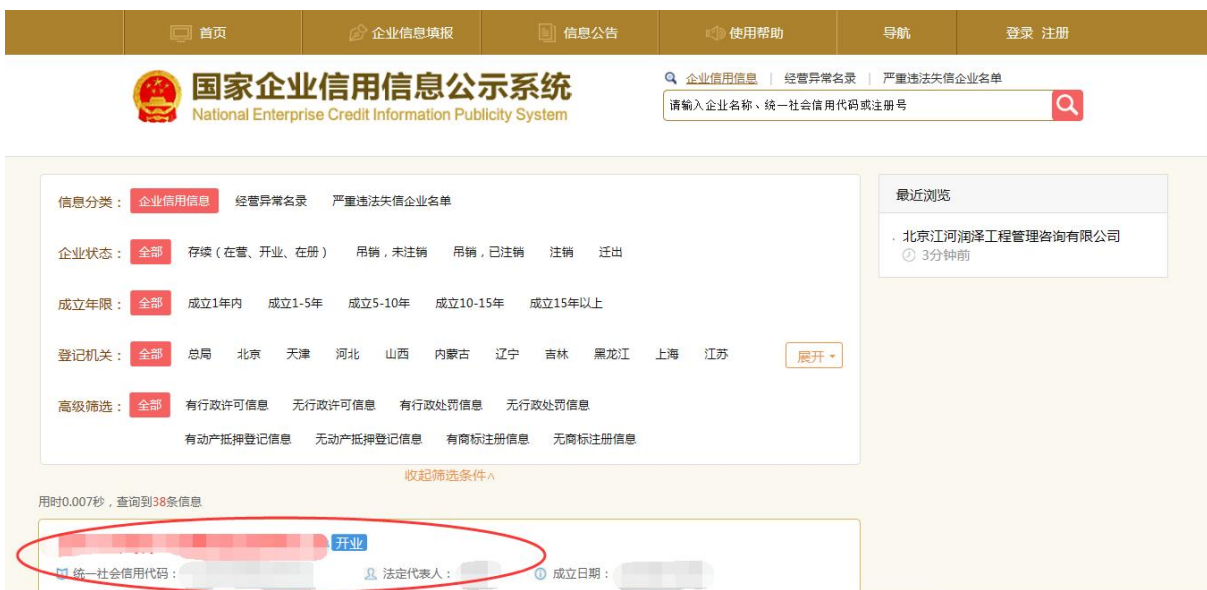 首页 企业信息填报 信息公告 使用帮助 导航 登录 注册
国家企业信用信息公示系统
National Enterprise Credit Information Publicity System
企业信用信息 | 经营异常名录 | 严重违法失信企业名单
请输入企业名称、统一社会信用代码或注册号
信息分类： 企业信用信息 经营异常名录 严重违法失信企业名单
企业状态： 全部 存续（在营、开业、在册） 吊销，未注销 吊销，已注销 注销 迁出
成立年限： 全部 成立1年内 成立1-5年 成立5-10年 成立10-15年 成立15年以上
登记机关： 全部 总局 北京 天津 河北 山西 内蒙古 辽宁 吉林 黑龙江 上海 江苏 展开
高级筛选： 全部 有行政许可信息 无行政许可信息 有行政处罚信息 无行政处罚信息
有动产抵押登记信息 无动产抵押登记信息 有商标注册信息 无商标注册信息
收起筛选条件
最近浏览
北京江河润泽工程管理咨询有限公司
3分钟前
用时0.007秒，查询到38条信息
开业
统一社会信用代码： 法定代表人： 成立日期：